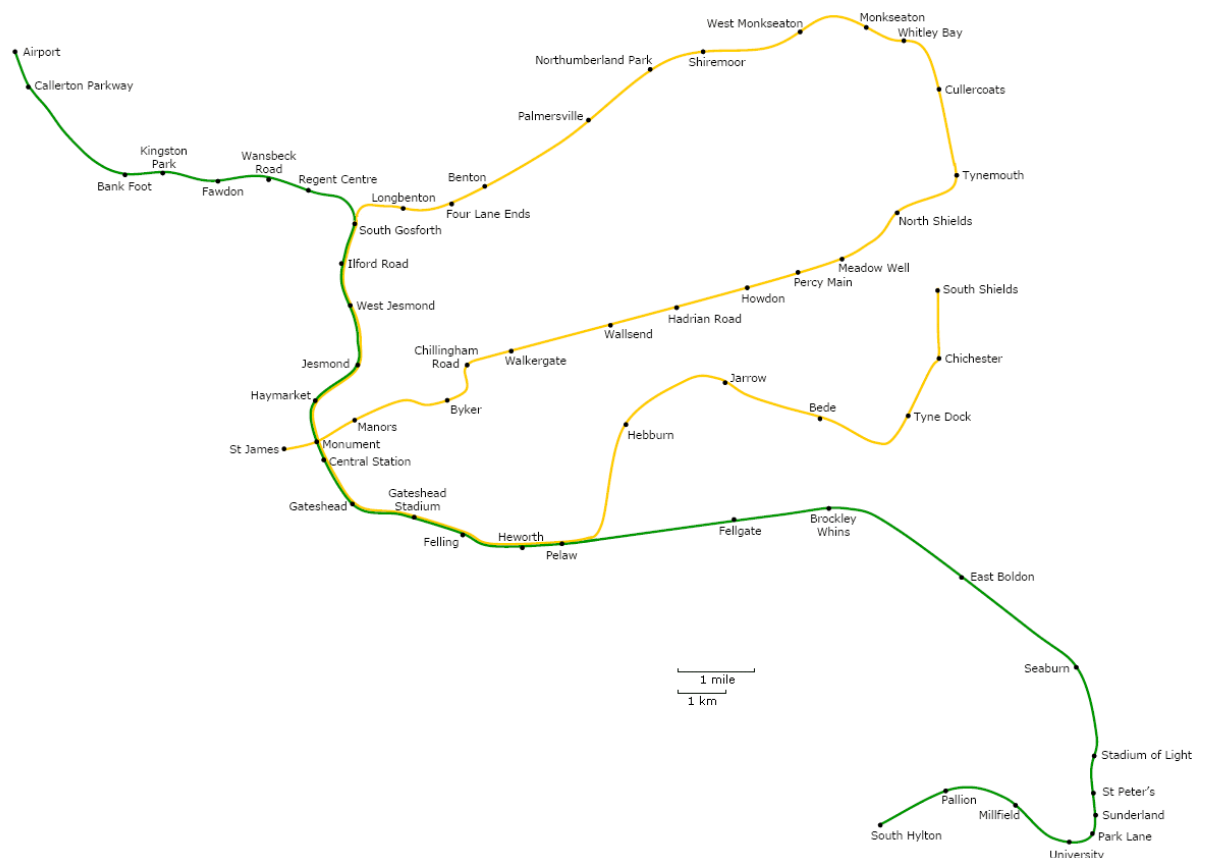 West Monkseaton
Monkseaton
Whitley Bay
Airport
Northumberland Park
Shiremoor
Callerton Parkway
Cullercoats
Palmersville
Kingston
Park
Wansbeck
Road
Bank Foot
Fawdon
Regent Centre
Benton
Tynemouth
Longbenton
Four Lane Ends
South Gosforth
North Shields
Ilford Road
Meadow Well
Percy Main
South Shields
West Jesmond
Howdon
Hadrian Road
Wallsend
Chillingham
Road
Walkergate
Jesmond
Chichester
Jarrow
Haymarket
Byker
Bede
Tyne Dock
Manors
Hebburn
St James
Monument
Central Station
Gateshead
Gateshead
Stadium
Felling
Heworth
Pelaw
Fellgate
Brockley
Whins
East Boldon
Seaburn
1 mile
1 km
Stadium of Light
St Peter's
Pallion
Millfield
Sunderland
South Hylton
Park Lane
University